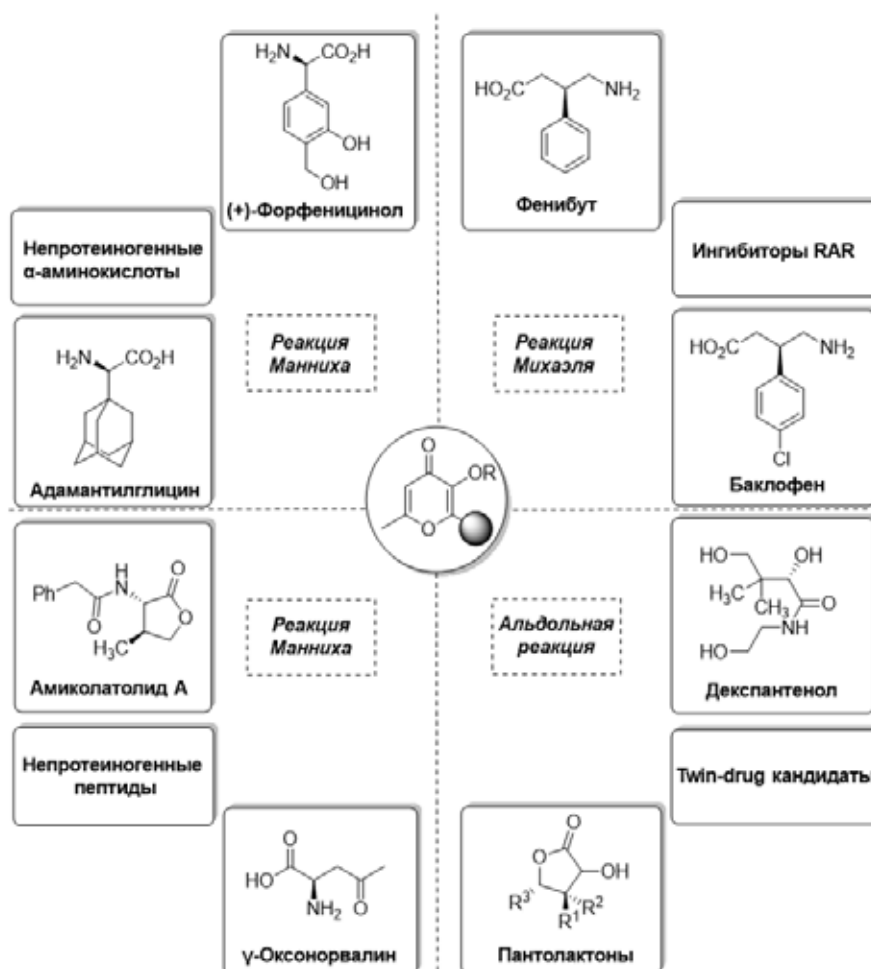 H₂N CO₂H
OH
OH
(+)-Форфеницинол
HO₂C NH₂
Фенибут
Непротеиногенные
α-аминокислоты
Ингибиторы RAR
Реакция
Манниха
Реакция
Михаэля
H₂N CO₂H
Адамантилглицин
HO₂C NH₂
Cl
Баклофен
O
OR
O
Ph
H
N
O
O
O
H₃C
Амиколатолид A
Реакция
Манниха
Альдольная
реакция
HO OH
H₃C
CH₃ O
NH
HO
Декспантенол
Непротеиногенные
пептиды
Twin-drug кандидаты
O
HO
NH₂ O
γ-Оксонорвалин
O
O
OH
R³ R²
R¹
Пантолактоны